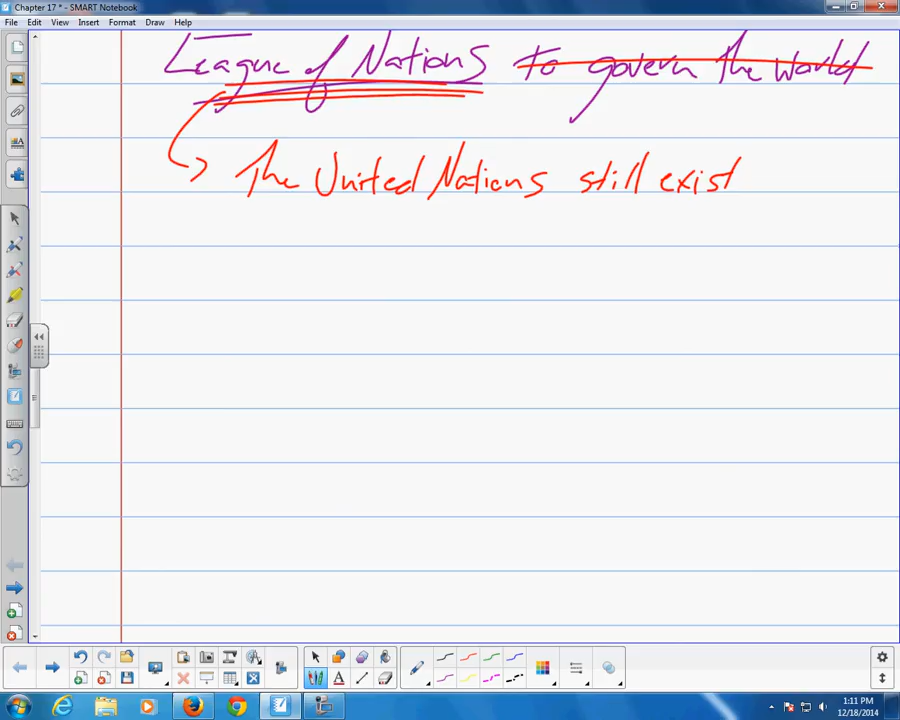 Chapter 17 * - SMART Notebook
File Edit View Insert Format Draw Help
League of Nations to govern the world
The United Nations still exist
1:11 PM
12/18/2014